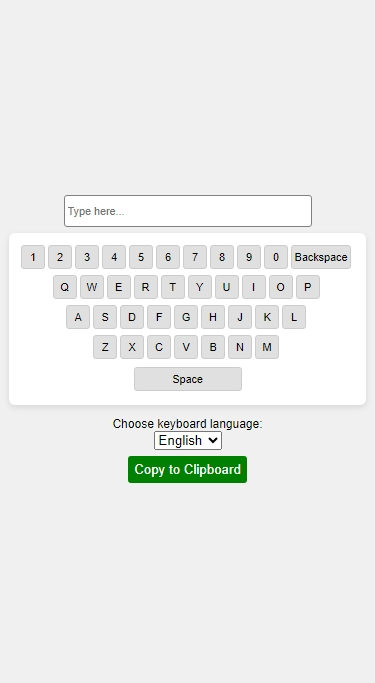 Type here...
1 2 3 4 5 6 7 8 9 0 Backspace
Q W E R T Y U I O P
A S D F G H J K L
Z X C V B N M
Space
Choose keyboard language:
English
Copy to Clipboard